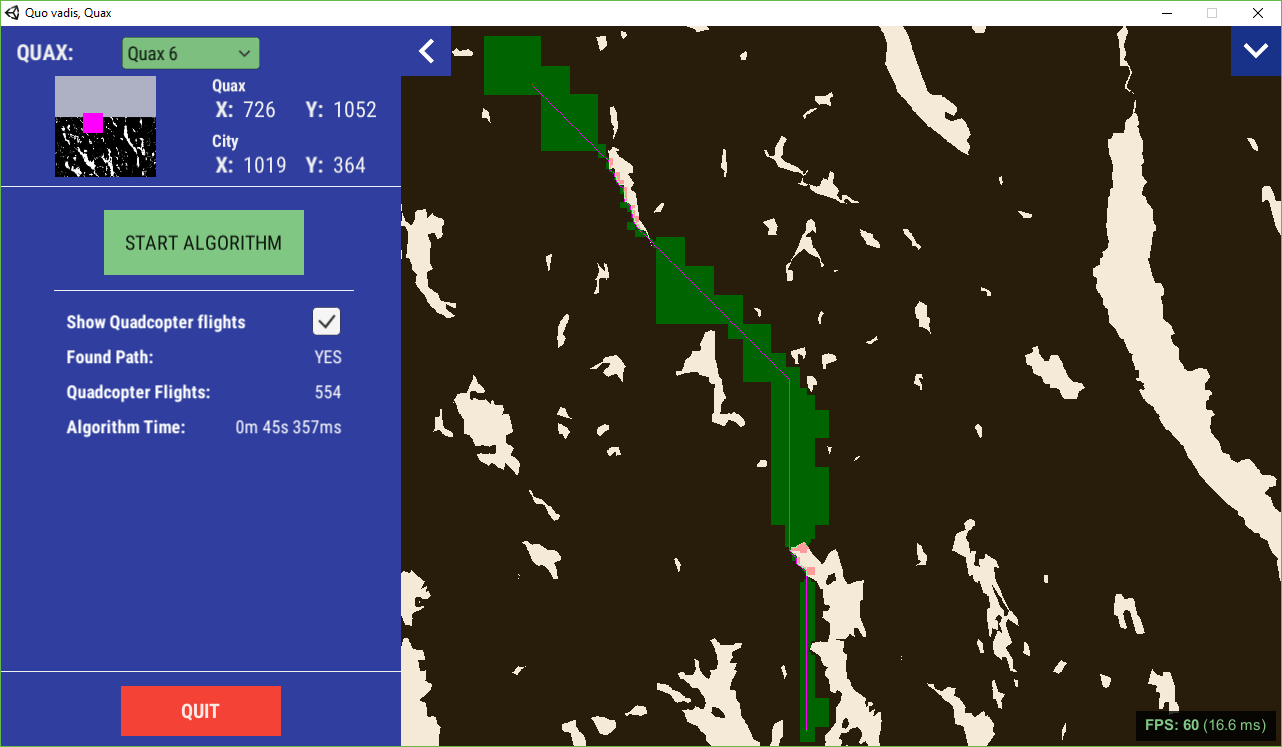 Quo vadis, Quax
QUAX: Quax 6
Quax
X: 726 Y: 1052
City
X: 1019 Y: 364
START ALGORITHM
Show Quadcopter flights
Found Path: YES
Quadcopter Flights: 554
Algorithm Time: 0m 45s 357ms
QUIT
FPS: 60 (16.6 ms)